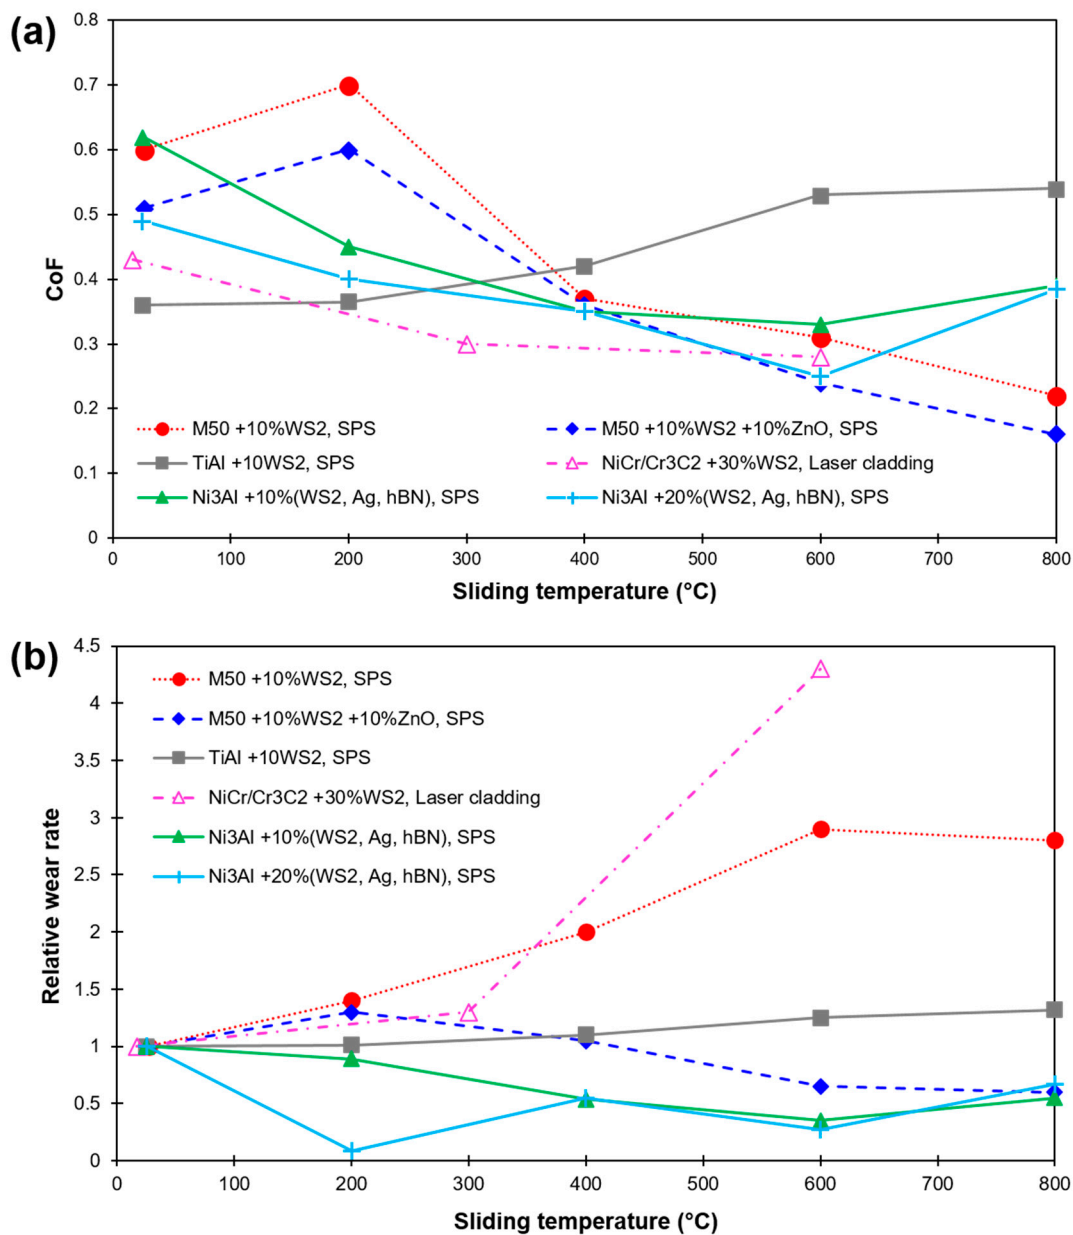 (a)
0.8
0.7
0.6
0.5
0.4
0.3
0.2
0.1
0
CoF
M50 +10%WS2, SPS
M50 +10%WS2 +10%ZnO, SPS
TiAl +10WS2, SPS
NiCr/Cr3C2 +30%WS2, Laser cladding
Ni3Al +10%(WS2, Ag, hBN), SPS
Ni3Al +20%(WS2, Ag, hBN), SPS
0 100 200 300 400 500 600 700 800
Sliding temperature (°C)
(b)
4.5
4
3.5
3
2.5
2
1.5
1
0.5
0
Relative wear rate
M50 +10%WS2, SPS
M50 +10%WS2 +10%ZnO, SPS
TiAl +10WS2, SPS
NiCr/Cr3C2 +30%WS2, Laser cladding
Ni3Al +10%(WS2, Ag, hBN), SPS
Ni3Al +20%(WS2, Ag, hBN), SPS
0 100 200 300 400 500 600 700 800
Sliding temperature (°C)